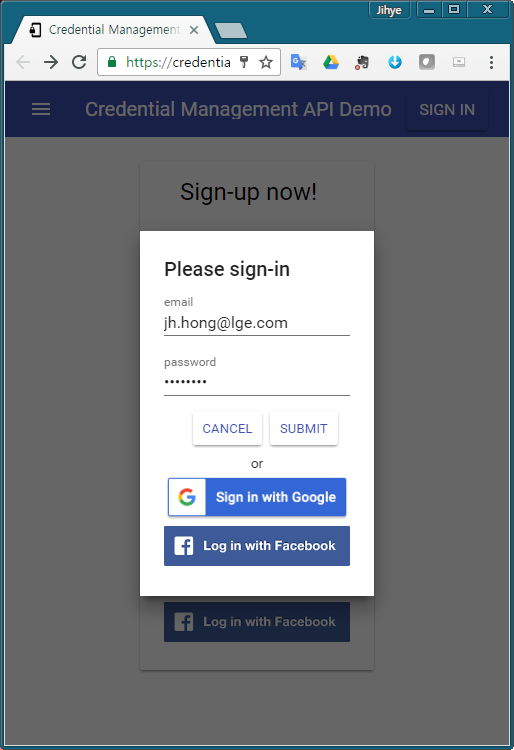 Jihye
Credential Management
https://credentia
Credential Management API Demo
SIGN IN
Sign-up now!
Please sign-in
email
jh.hong@lge.com
password
••••••••
CANCEL
SUBMIT
or
Sign in with Google
Log in with Facebook
Log in with Facebook